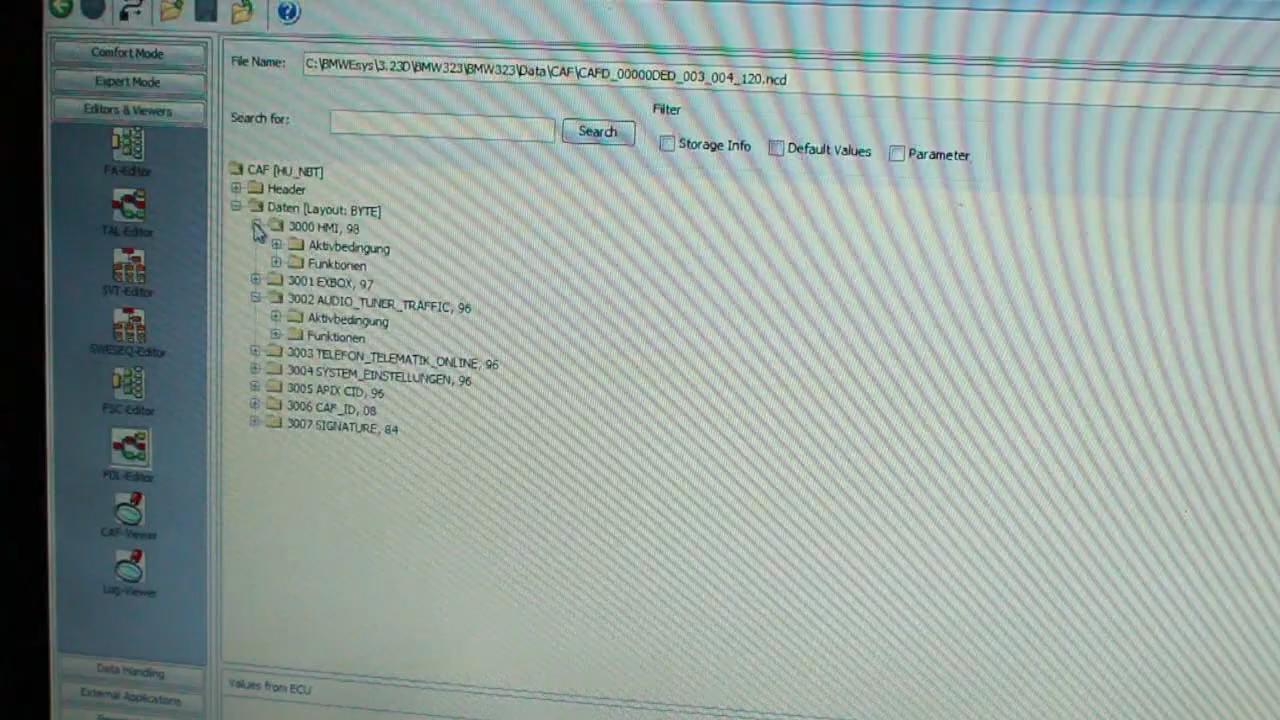 Comfort Mode
Expert Mode
Editors & Viewers
FA-Editor
TAL-Editor
SVT-Editor
SWESEQ-Editor
FSC-Editor
PDL-Editor
CAF-Viewer
Log-Viewer
Data Handling
External Applications
File Name:
C:\BMWEsys\3.23D\BMW323\BMW323\Data\CAF\CAFD_00000DED_003_004_120.ncd
Search for:
Search
Filter
Storage Info
Default Values
Parameter
CAF [HU_NBT]
Header
Daten [Layout: BYTE]
3000 HMI, 98
Aktivbedingung
Funktionen
3001 EXBOX, 97
3002 AUDIO_TUNER_TRAFFIC, 96
Aktivbedingung
Funktionen
3003 TELEFON_TELEMATIK_ONLINE, 96
3004 SYSTEM_EINSTELLUNGEN, 96
3005 APIX CID, 96
3006 CAF_ID, 08
3007 SIGNATURE, 84
Values from ECU